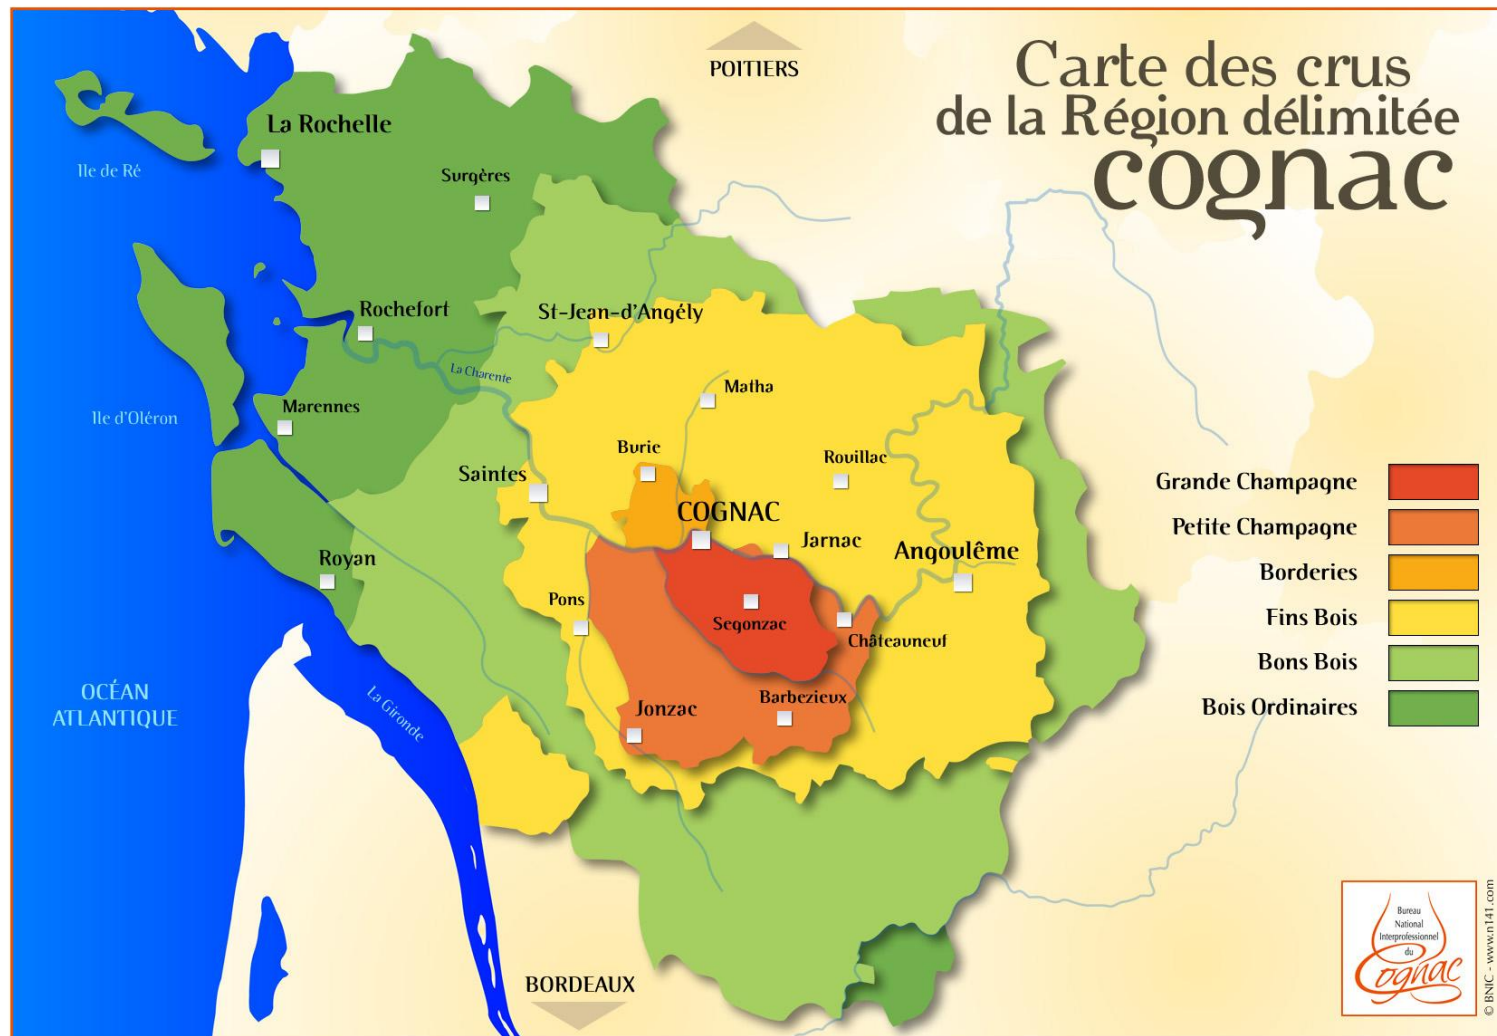 Carte des crus
de la Région délimitée
cognac
POITIERS
La Rochelle
Ile de Ré
Surgères
Rochefort
St-Jean-d'Angély
La Charente
Matha
Marennes
Ile d'Oléron
Burie
Rouillac
Saintes
COGNAC
Jarnac
Angoulême
Royan
Pons
Segonzac
Châteauneuf
Barbezieux
Jonzac
OCÉAN
ATLANTIQUE
La Gironde
BORDEAUX
Grande Champagne
Petite Champagne
Borderies
Fins Bois
Bons Bois
Bois Ordinaires
Bureau
National
Interprofessionnel
du
Cognac
© BNIC - www.n141.com